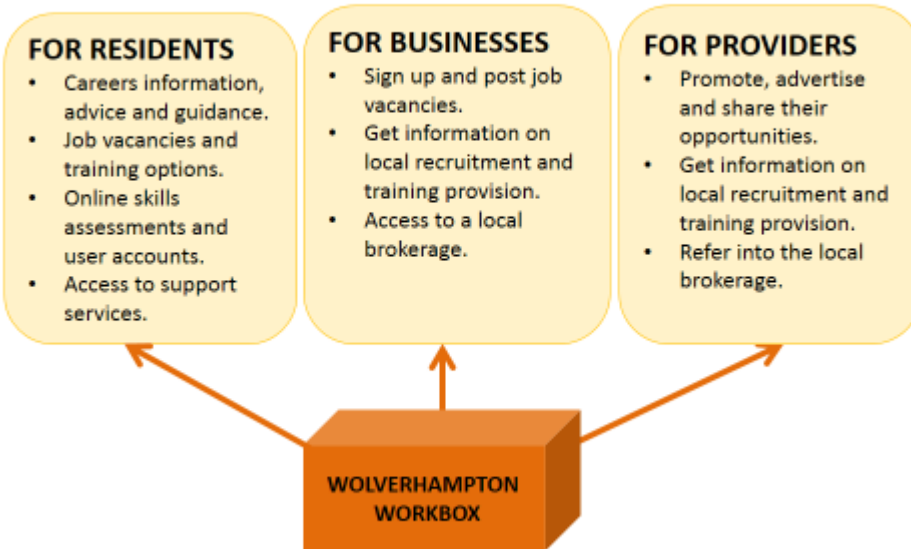 FOR RESIDENTS
• Careers information,
advice and guidance.
• Job vacancies and
training options.
• Online skills
assessments and
user accounts.
• Access to support
services.
FOR BUSINESSES
• Sign up and post job
vacancies.
• Get information on
local recruitment and
training provision.
• Access to a local
brokerage.
FOR PROVIDERS
• Promote, advertise
and share their
opportunities.
• Get information on
local recruitment and
training provision.
• Refer into the local
brokerage.
WOLVERHAMPTON
WORKBOX